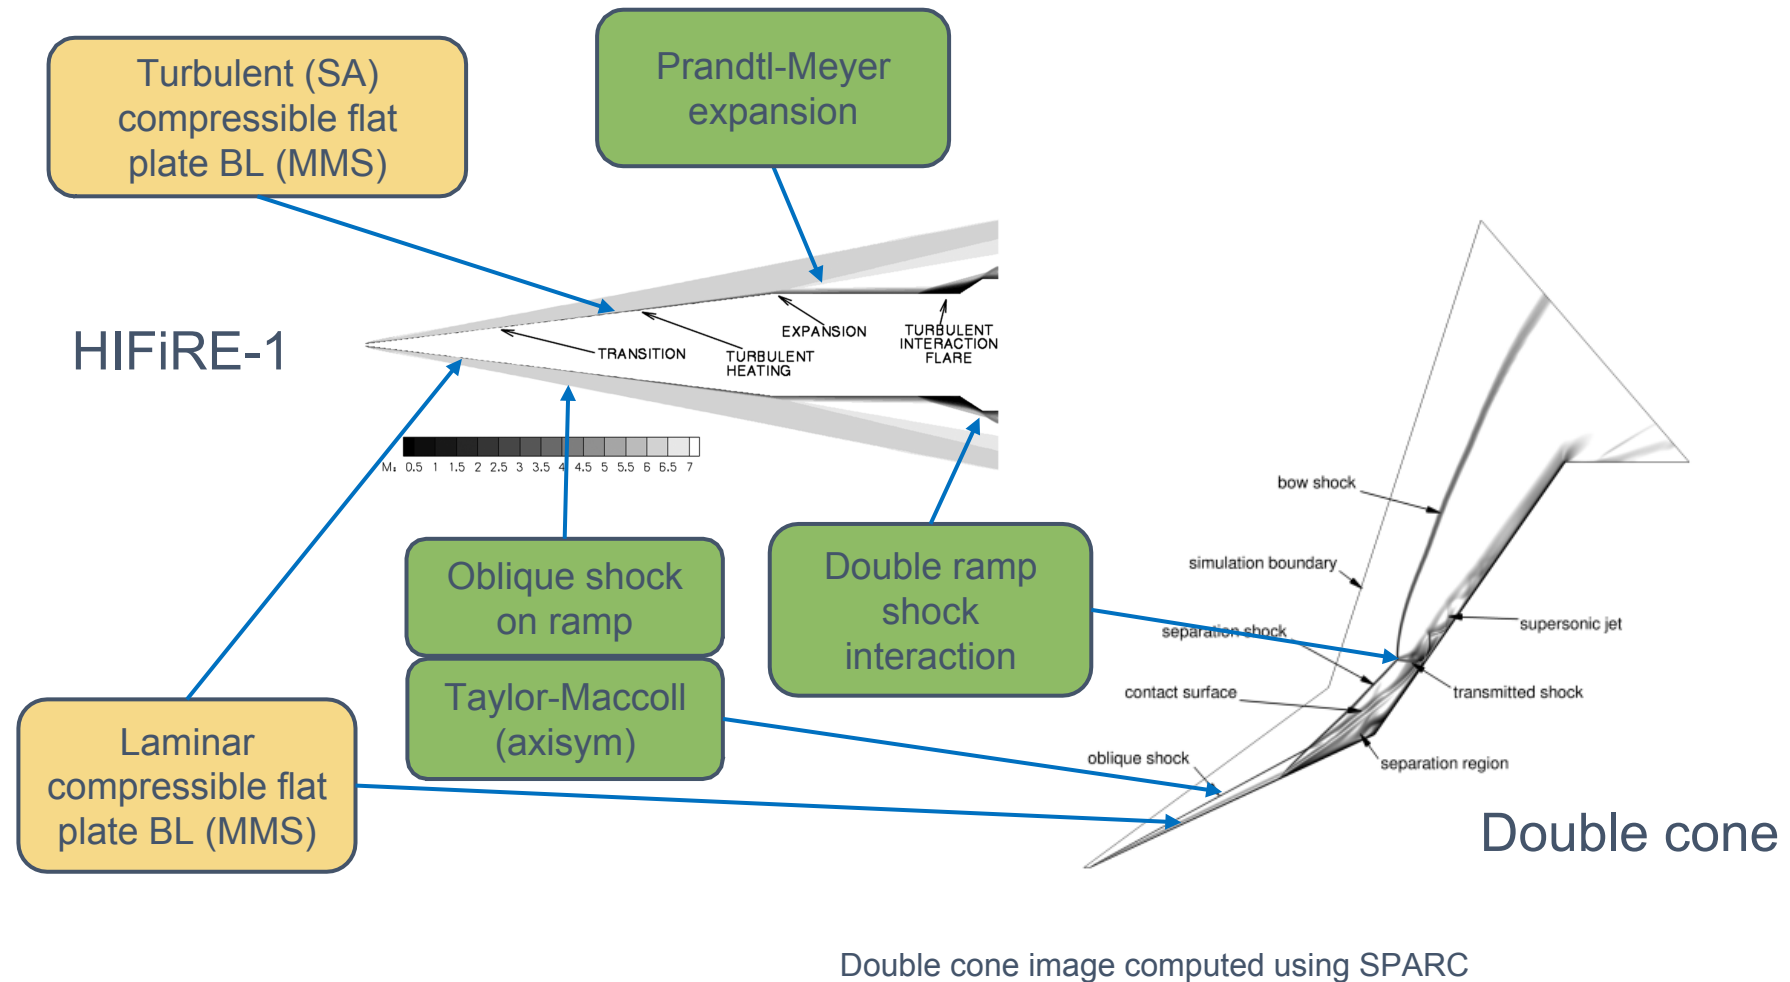 Turbulent (SA)
compressible flat
plate BL (MMS)
Prandtl-Meyer
expansion
HIFiRE-1
TRANSITION
TURBULENT
HEATING
EXPANSION
TURBULENT
INTERACTION
FLARE
M: 0.5 1 1.5 2 2.5 3 3.5 4 4.5 5 5.5 6 6.5 7
Oblique shock
on ramp
Taylor-Maccoll
(axisym)
Double ramp
shock
interaction
Laminar
compressible flat
plate BL (MMS)
bow shock
simulation boundary
separation shock
supersonic jet
contact surface
transmitted shock
oblique shock
separation region
Double cone
Double cone image computed using SPARC